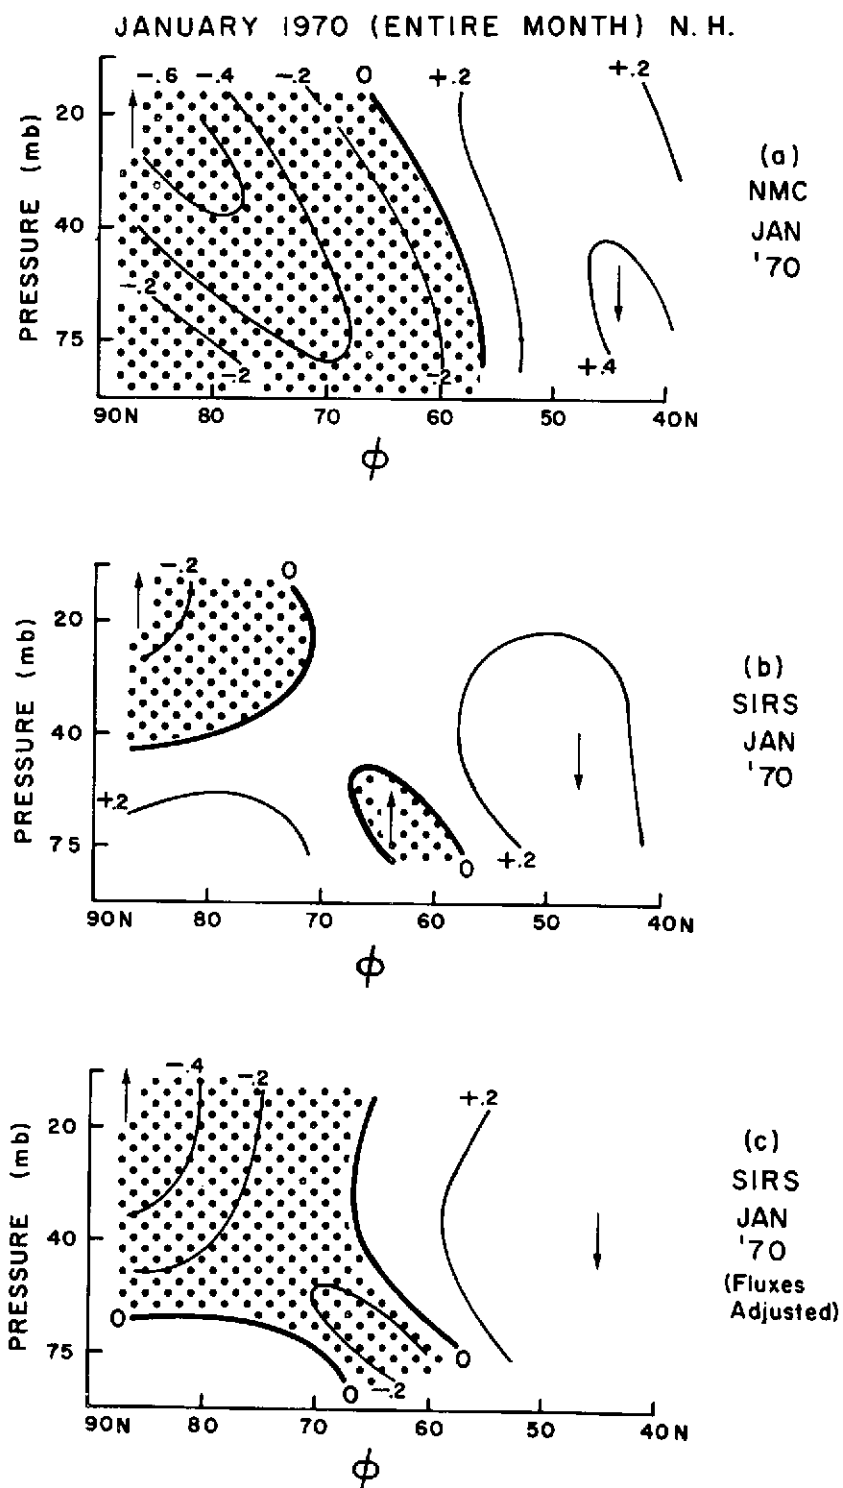 JANUARY 1970 (ENTIRE MONTH) N. H.
-.6 -.4 -.2 0 +.2 +.2
20
40
75
PRESSURE (mb)
-.2
-.2
-.2
+.4
90N 80 70 60 50 40N
ϕ
(a)
NMC
JAN
'70
-.2 0
20
40
75
PRESSURE (mb)
+.2
0
+.2
90N 80 70 60 50 40N
ϕ
(b)
SIRS
JAN
'70
-.4 -.2 +.2
20
40
75
PRESSURE (mb)
0
0
-.2
0
90N 80 70 60 50 40N
ϕ
(c)
SIRS
JAN
'70
(Fluxes
Adjusted)